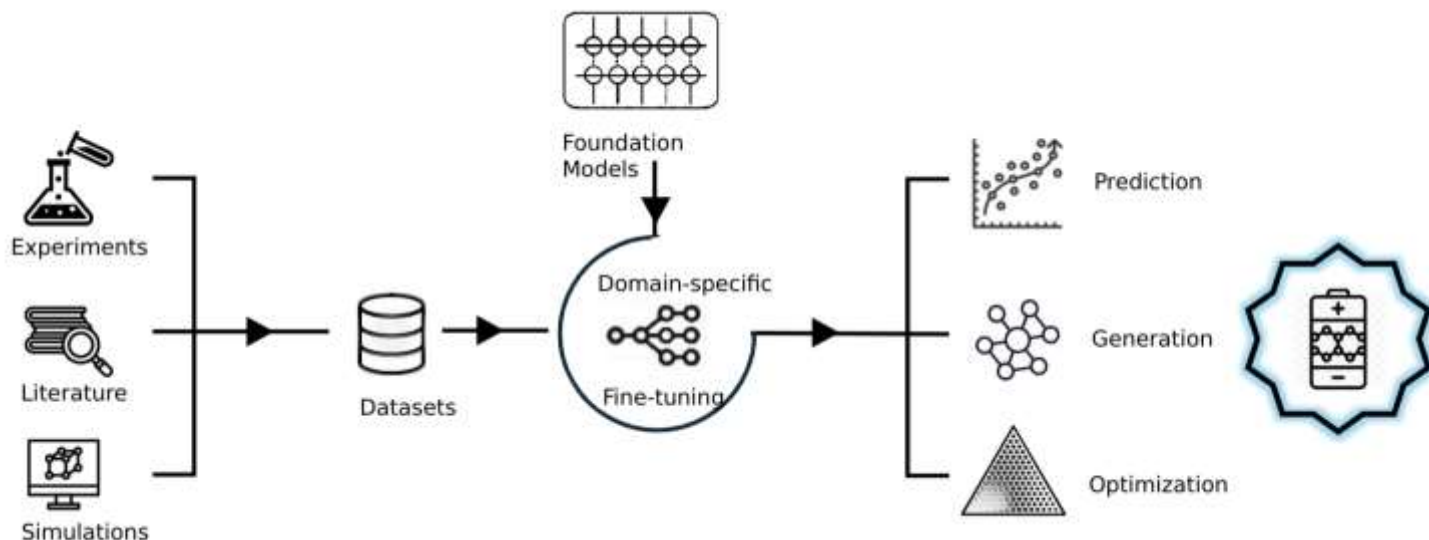 Foundation
Models
Experiments
Literature
Simulations
Datasets
Domain-specific
Fine-tuning
Prediction
Generation
Optimization
+
−